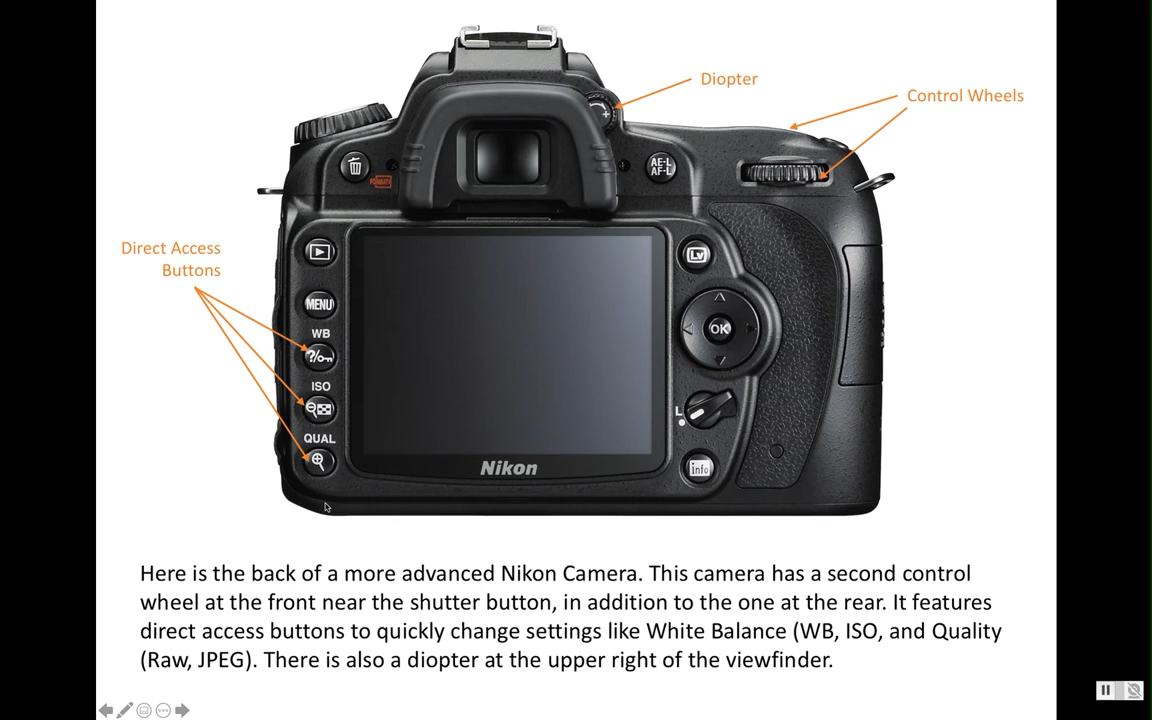 Diopter
Control Wheels
FORMAT
AE-L
AF-L
Direct Access
Buttons
Lv
MENU
WB
OK
?
ISO
L
QUAL
info
Nikon
Here is the back of a more advanced Nikon Camera. This camera has a second control
wheel at the front near the shutter button, in addition to the one at the rear. It features
direct access buttons to quickly change settings like White Balance (WB, ISO, and Quality
(Raw, JPEG). There is also a diopter at the upper right of the viewfinder.